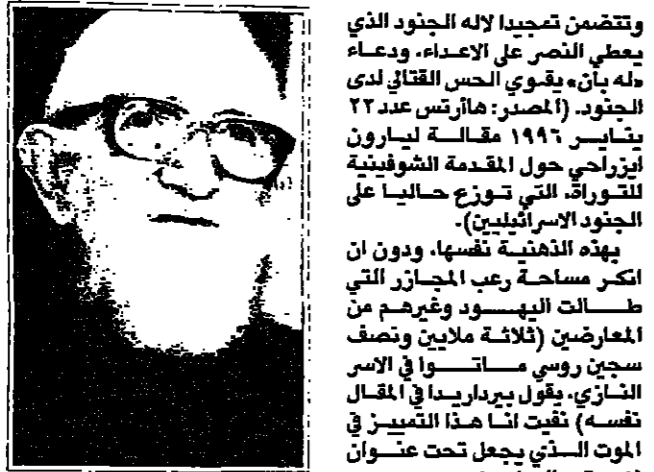 وتتضمن تمجيدا لاله الجنود الذي
يعطي النصر على الاعداء، ودعاء
«له بأن» يقوي الحس القتالي لدى
الجنود. (المصدر: هاآرتس عدد ٢٢
يناير ١٩٩٦ مقالة ليارون
ايزراحي حول المقدمة الشوفينية
للتوراة، التي توزع حاليا على
الجنود الاسرائيليين).
بهذه الذهنية نفسها، ودون ان
انكر مساحة رعب المجازر التي
طالت اليهود وغيرهم من
المعارضين (ثلاثة ملايين ونصف
سجين روسي ماتوا في الاسر
النازي، يقول بيرداريدا في المقال
نفسه) نفيت انا هذا التمييز في
الموت الذي يجعل تحت عنوان